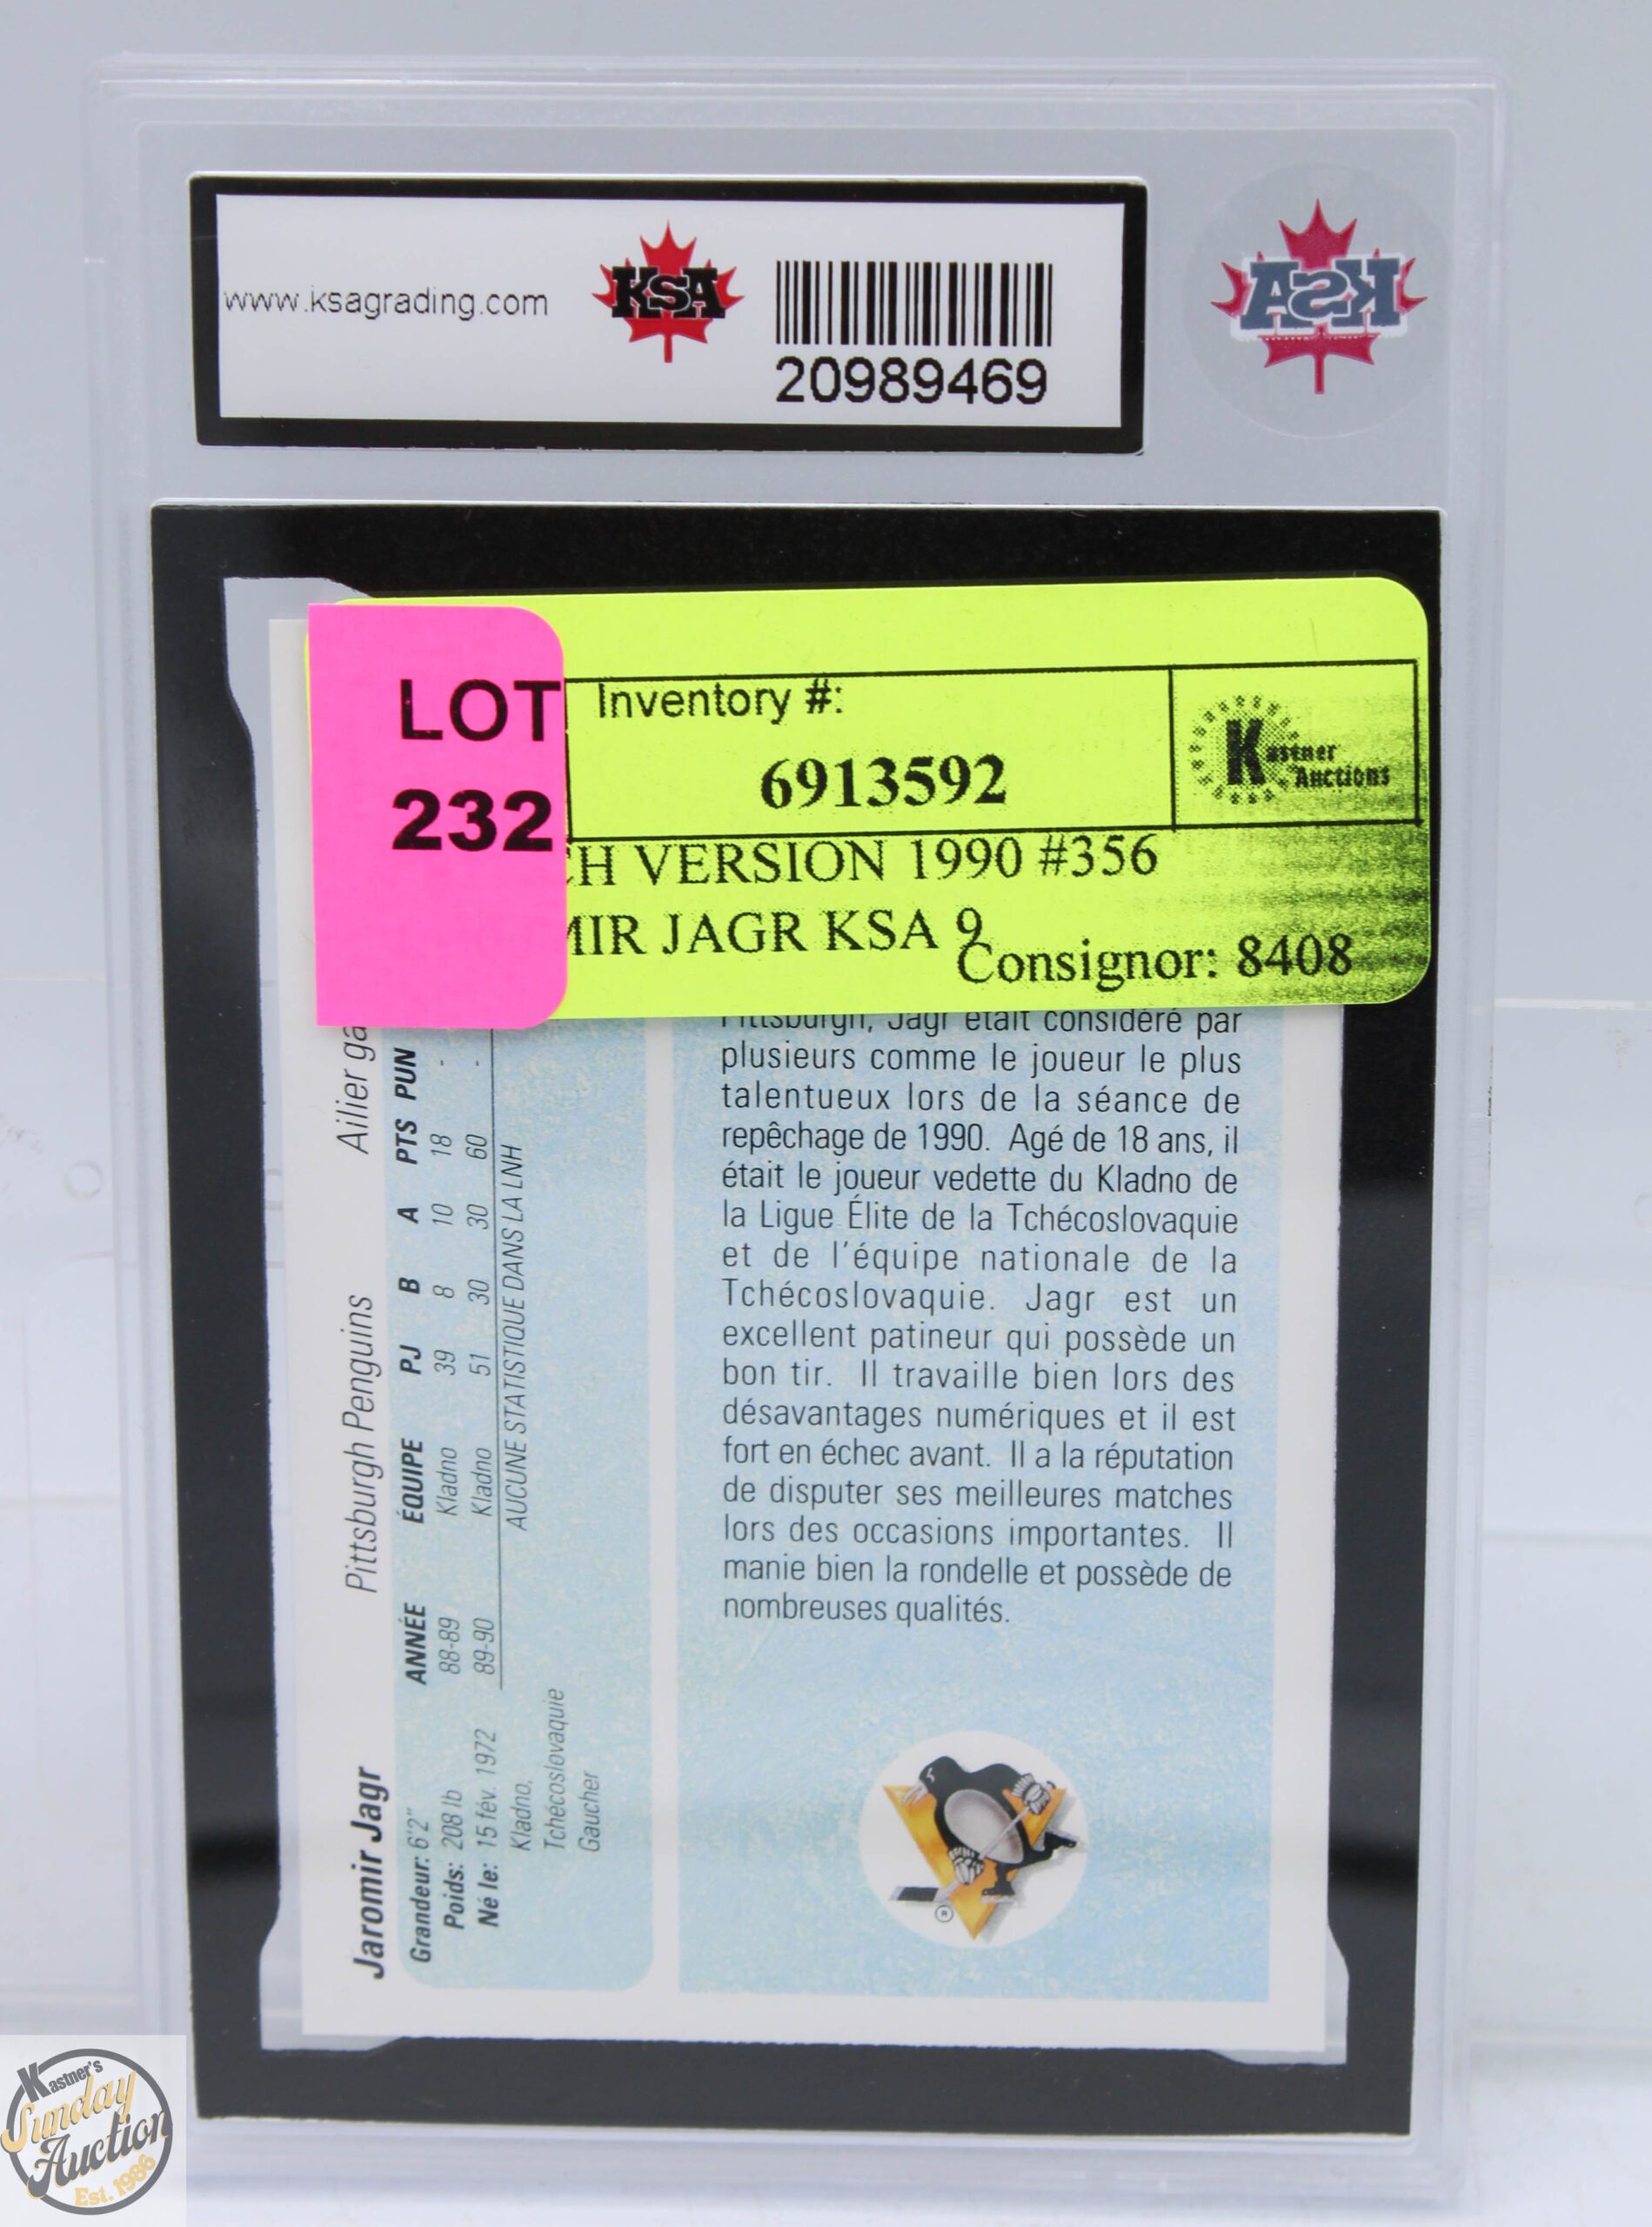 www.ksagrading.com
KSA
20989469
KSA
LOT
232
Inventory #:
6913592
Kastner
Auctions
VERSION 1990 #356
JAGR KSA 9
Consignor: 8408
Jaromir Jagr Pittsburgh Penguins Ailier
Grandeur: 6'2"
Poids: 208 lb
Né le: 15 fév. 1972
Kladno,
Tchécoslovaquie
Gaucher
ANNÉE ÉQUIPE PJ B A PTS PUN
88-89 Kladno 39 8 10 18 -
89-90 Kladno 51 30 30 60 -
AUCUNE STATISTIQUE DANS LA LNH
Pittsburgh, Jagr était considéré par
plusieurs comme le joueur le plus
talentueux lors de la séance de
repêchage de 1990. Agé de 18 ans, il
était le joueur vedette du Kladno de
la Ligue Élite de la Tchécoslovaquie
et de l'équipe nationale de la
Tchécoslovaquie. Jagr est un
excellent patineur qui possède un
bon tir. Il travaille bien lors des
désavantages numériques et il est
fort en échec avant. Il a la réputation
de disputer ses meilleures matches
lors des occasions importantes. Il
manie bien la rondelle et possède de
nombreuses qualités.
®
Kastner's
Sunday
Auction
Est. 1986